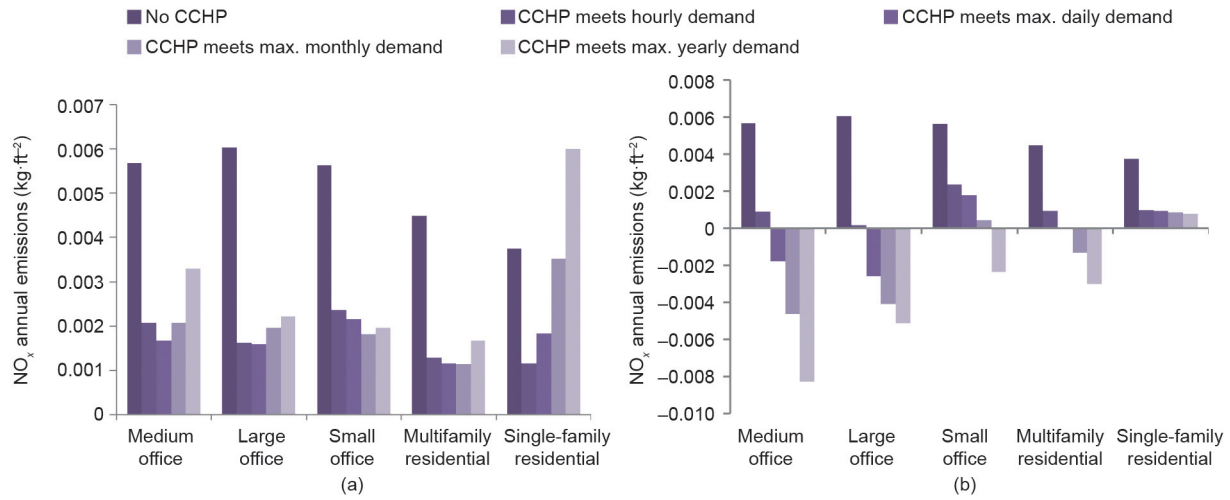 No CCHP
CCHP meets hourly demand
CCHP meets max. daily demand
CCHP meets max. monthly demand
CCHP meets max. yearly demand
NOx annual emissions (kg·ft–2)
0.007
0.006
0.005
0.004
0.003
0.002
0.001
0
Medium
office
Large
office
Small
office
Multifamily
residential
Single-family
residential
(a)
NOx annual emissions (kg·ft–2)
0.006
0.004
0.002
0
–0.002
–0.004
–0.006
–0.008
–0.010
Medium
office
Large
office
Small
office
Multifamily
residential
Single-family
residential
(b)